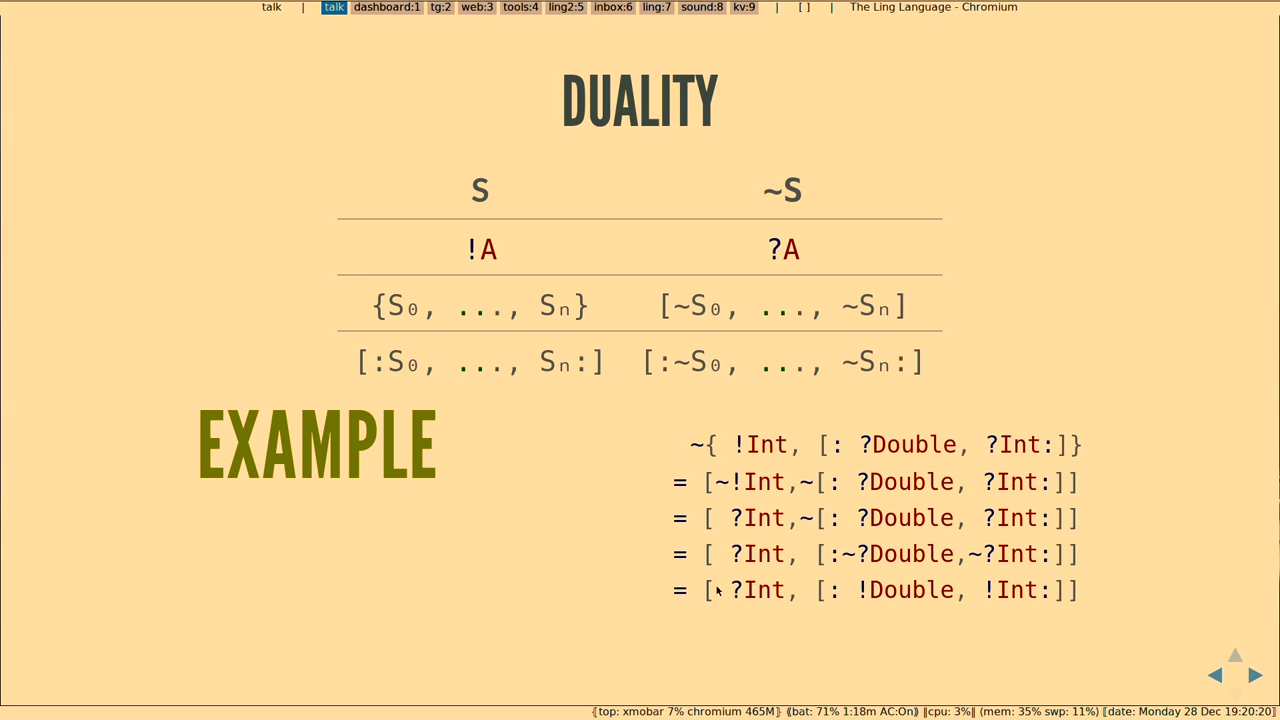 talk | talk dashboard:1 tg:2 web:3 tools:4 ling2:5 inbox:6 ling:7 sound:8 kv:9 | [ ] | The Ling Language - Chromium
DUALITY
S ~S
!A ?A
{S₀, ..., Sₙ} [~S₀, ..., ~Sₙ]
[:S₀, ..., Sₙ:] [:~S₀, ..., ~Sₙ:]
EXAMPLE
~{ !Int, [: ?Double, ?Int:]}
= [~!Int,~[: ?Double, ?Int:]]
= [ ?Int,~[: ?Double, ?Int:]]
= [ ?Int, [:~?Double,~?Int:]]
= [ ?Int, [: !Double, !Int:]]
⦃top: xmobar 7% chromium 465M⦄ ⟪bat: 71% 1:18m AC:On⟫ ⟦cpu: 3%⟧ ⟮mem: 35% swp: 11%⟯ ⟦date: Monday 28 Dec 19:20:20⟧